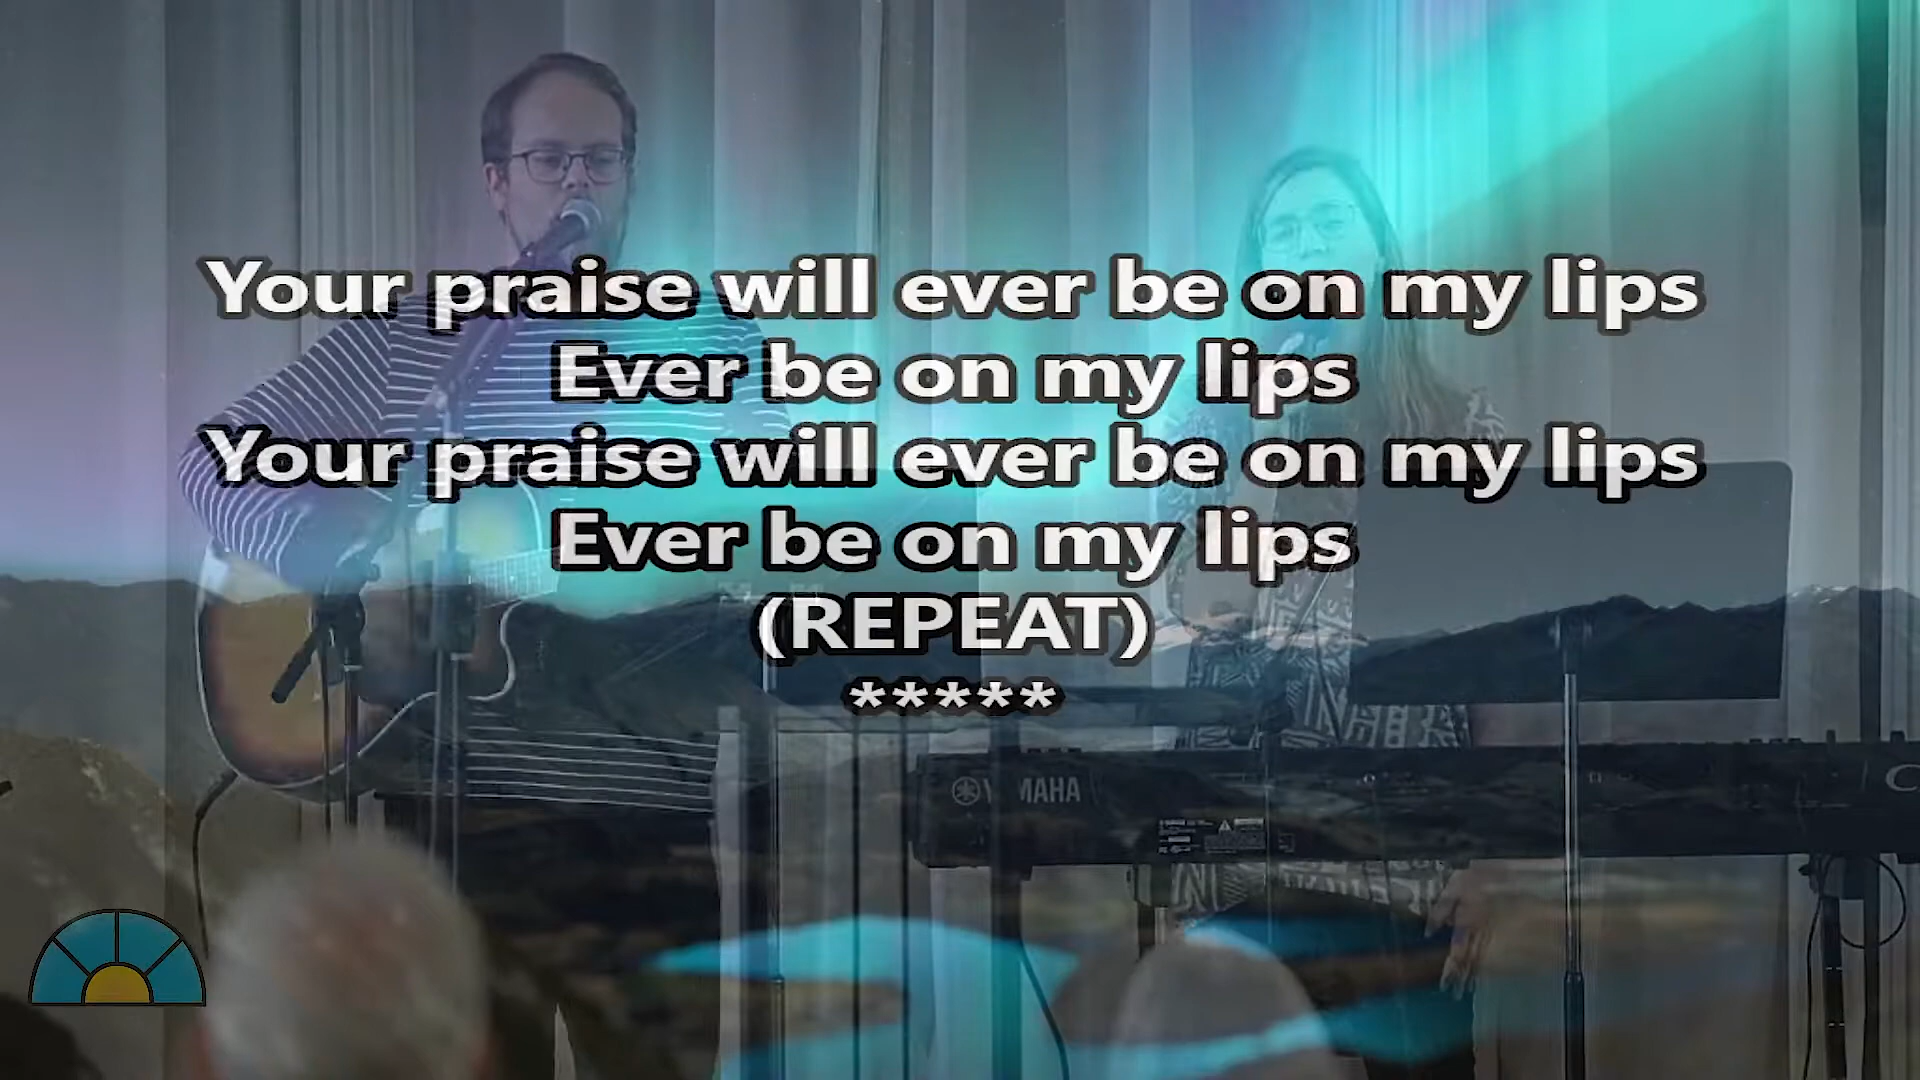 Your praise will ever be on my lips
Ever be on my lips
Your praise will ever be on my lips
Ever be on my lips
(REPEAT)
*****
YAMAHA